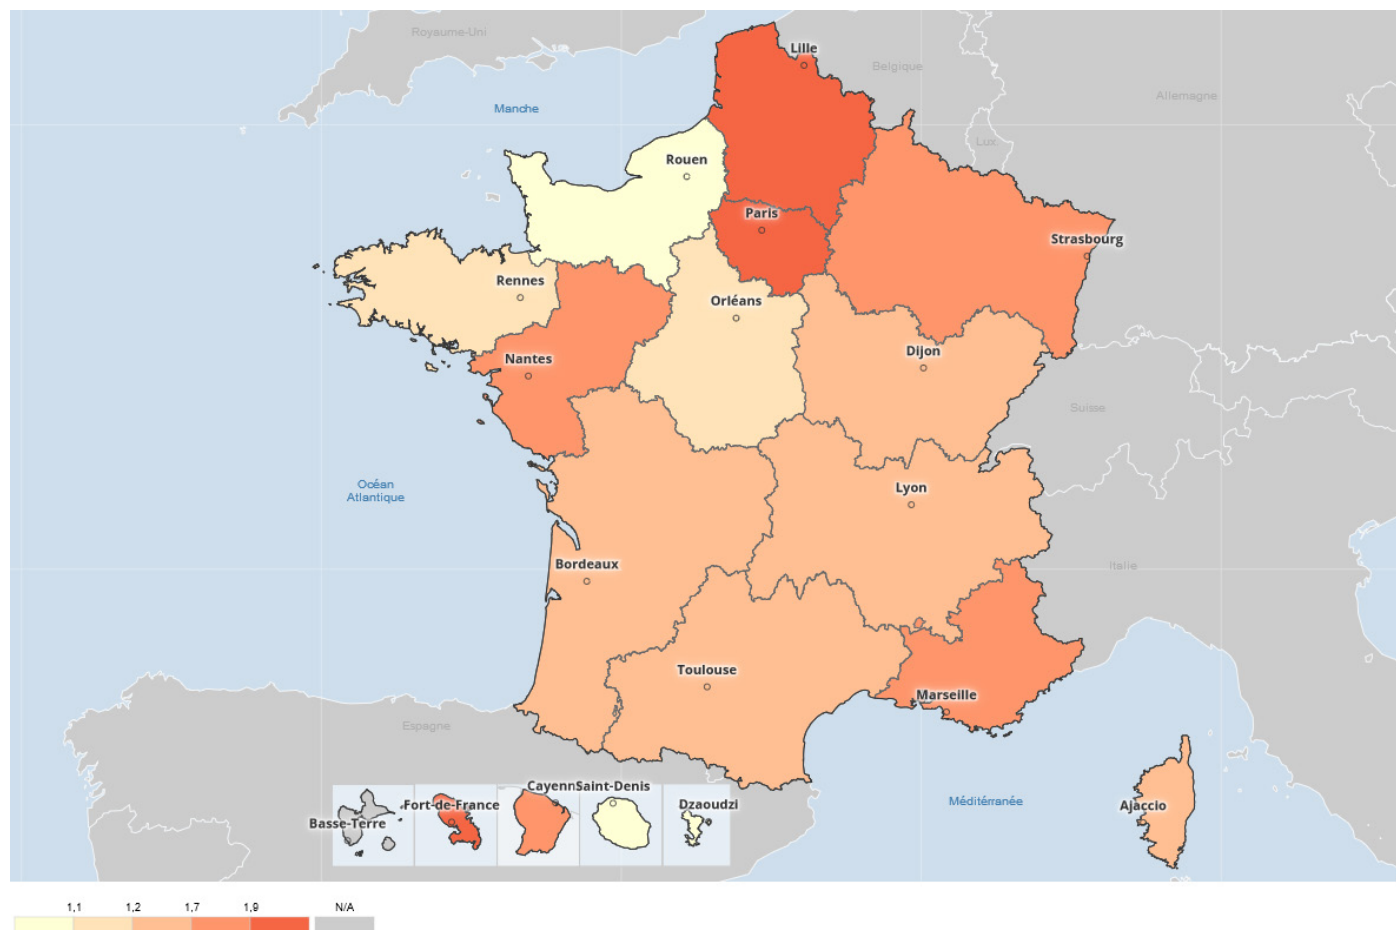 Royaume-Uni
Lille
Belgique
Allemagne
Manche
Lux.
Rouen
Paris
Strasbourg
Rennes
Orléans
Dijon
Nantes
Suisse
Océan
Atlantique
Lyon
Bordeaux
Italie
Toulouse
Marseille
Espagne
Cayenn
Saint-Denis
Fort-de-France
Dzaoudzi
Méditérranée
Ajaccio
Basse-Terre
1,1 1,2 1,7 1,9 N/A